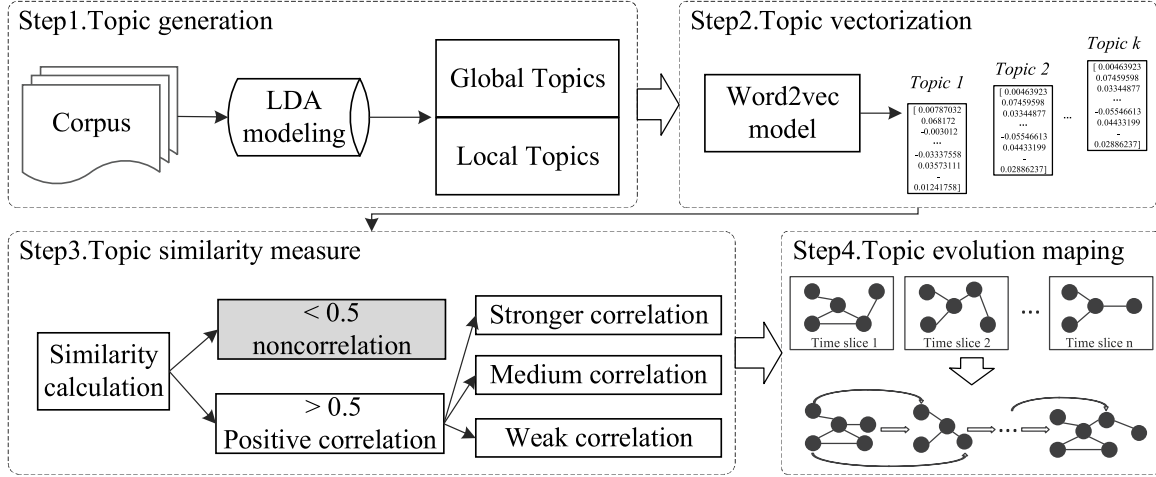 Step1.Topic generation
Corpus
LDA
modeling
Global Topics
Local Topics
Step2.Topic vectorization
Word2vec
model
Topic 1
[ 0.00787032
0.068172
-0.003012
...
-0.03337558
0.03573111
-
0.01241758]
Topic 2
[ 0.00463923
0.07459598
0.03344877
...
-0.05546613
0.04433199
-
0.02886237]
...
Topic k
[ 0.00463923
0.07459598
0.03344877
...
-0.05546613
0.04433199
-
0.02886237]
Step3.Topic similarity measure
Similarity
calculation
< 0.5
noncorrelation
> 0.5
Positive correlation
Stronger correlation
Medium correlation
Weak correlation
Step4.Topic evolution maping
Time slice 1
Time slice 2
...
Time slice n
...